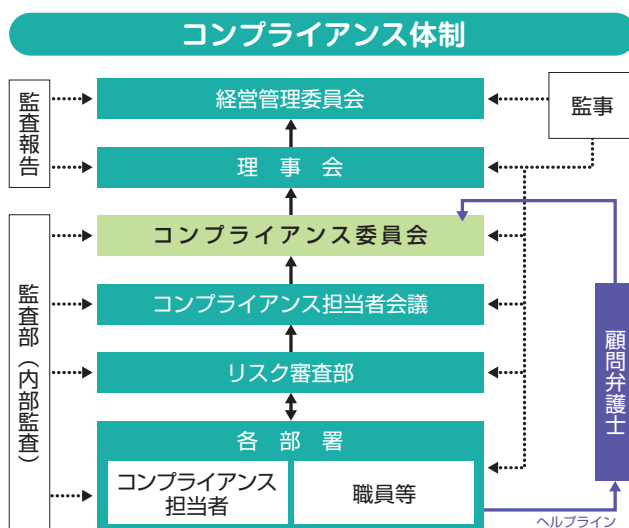 コンプライアンス体制
監査報告
経営管理委員会
監事
理事会
コンプライアンス委員会
監査部（内部監査）
コンプライアンス担当者会議
顧問弁護士
リスク審査部
各部署
コンプライアンス
担当者
職員等
ヘルプライン